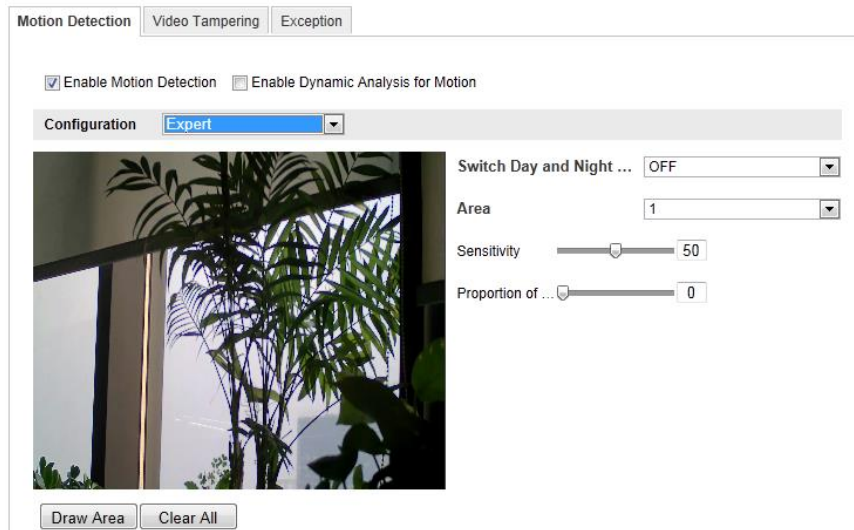 Motion Detection Video Tampering Exception
Enable Motion Detection Enable Dynamic Analysis for Motion
Configuration Expert
Switch Day and Night ... OFF
Area 1
Sensitivity 50
Proportion of ... 0
Draw Area Clear All